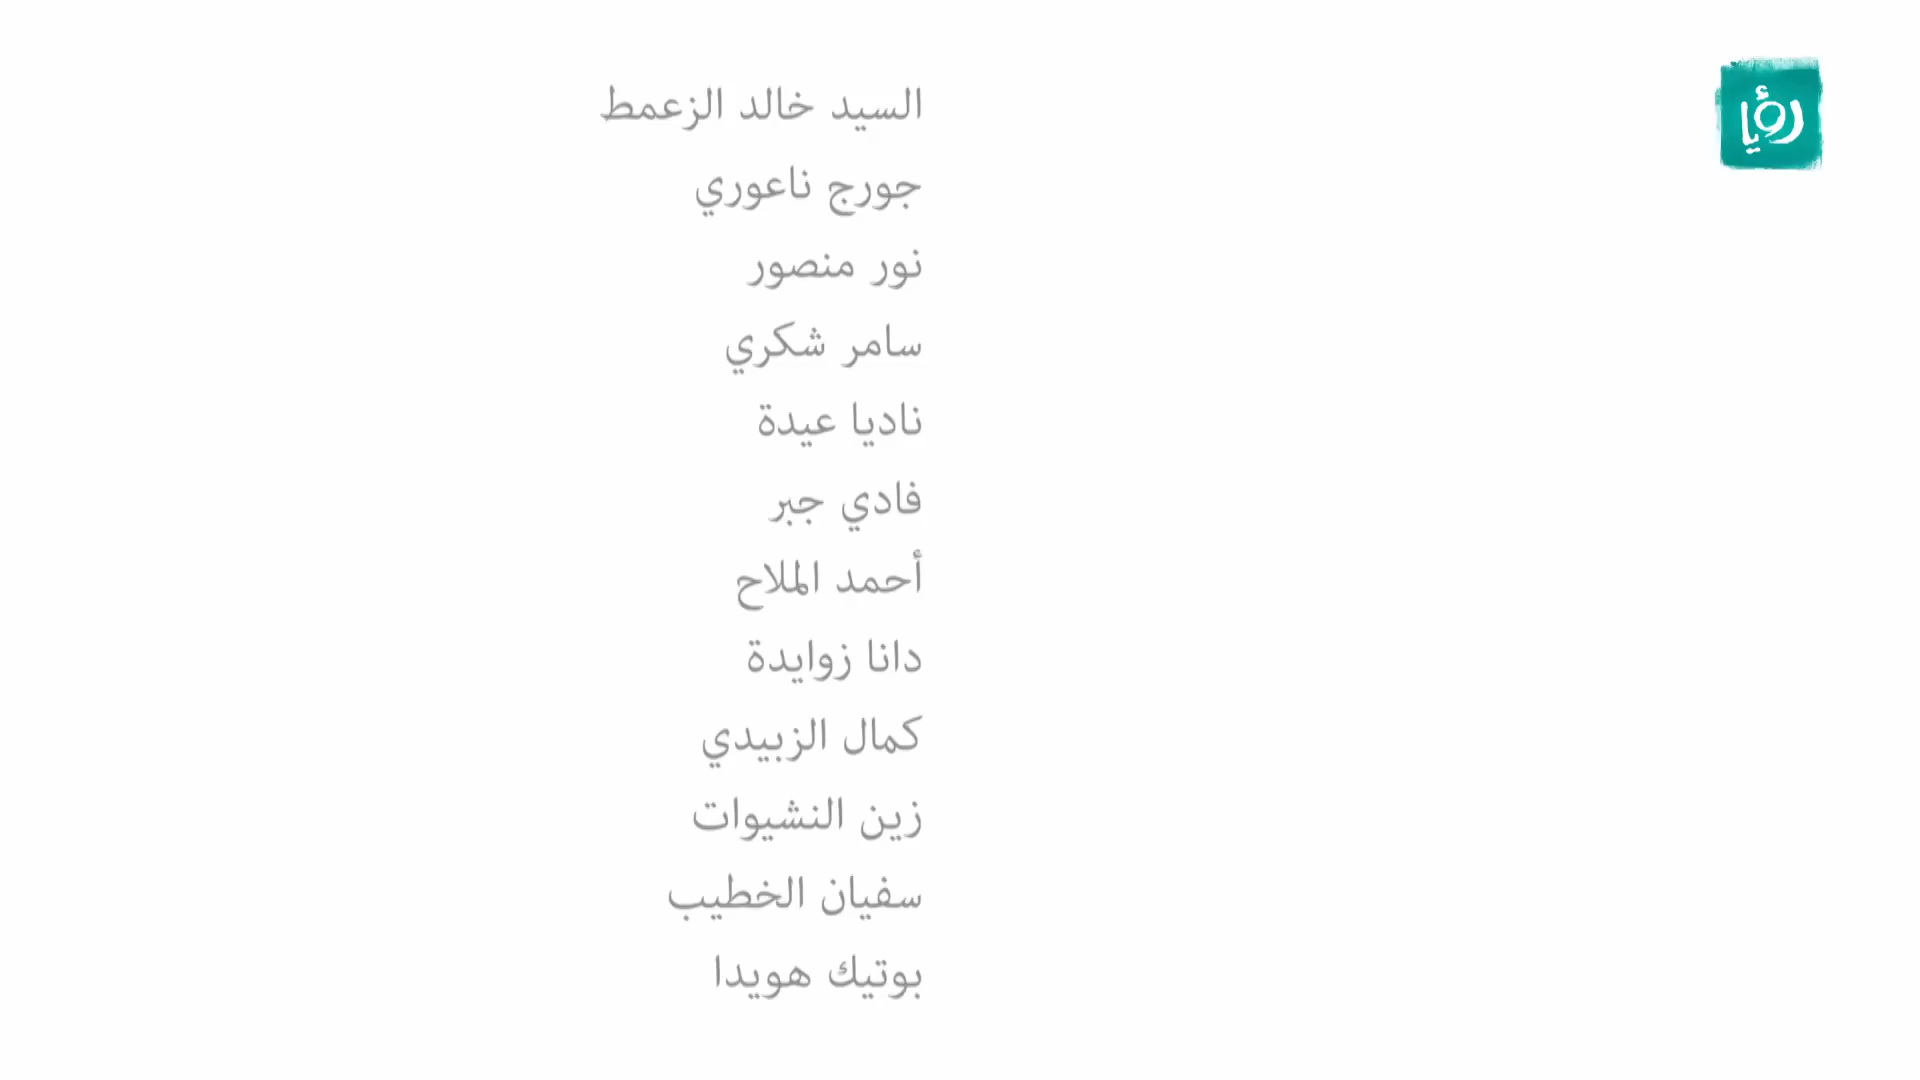 رؤيا
السيد خالد الزعمط
جورج ناعوري
نور منصور
سامر شكري
ناديا عيدة
فادي جبر
أحمد الملاح
دانا زوايدة
كمال الزبيدي
زين النشيوات
سفيان الخطيب
بوتيك هويدا